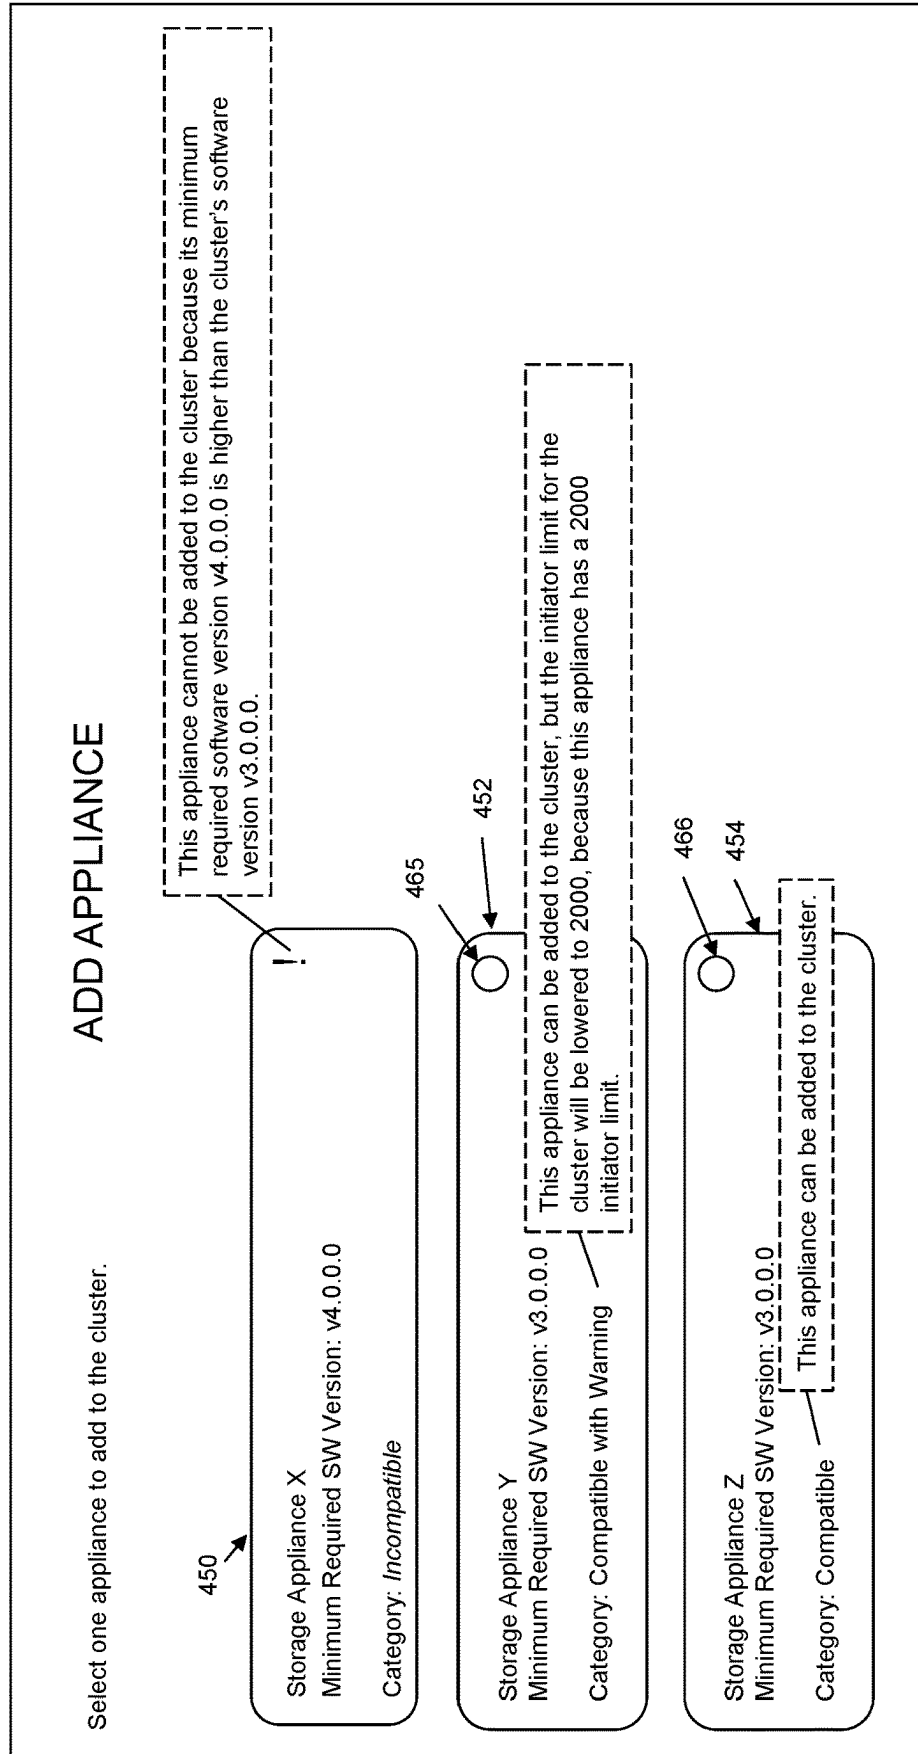 ADD APPLIANCE
Select one appliance to add to the cluster.
450
Storage Appliance X
Minimum Required SW Version: v4.0.0.0
Category: Incompatible
!
This appliance cannot be added to the cluster because its minimum
required software version v4.0.0.0 is higher than the cluster's software
version v3.0.0.0.
465
452
Storage Appliance Y
Minimum Required SW Version: v3.0.0.0
Category: Compatible with Warning
This appliance can be added to the cluster, but the initiator limit for the
cluster will be lowered to 2000, because this appliance has a 2000
initiator limit.
466
454
Storage Appliance Z
Minimum Required SW Version: v3.0.0.0
Category: Compatible
This appliance can be added to the cluster.